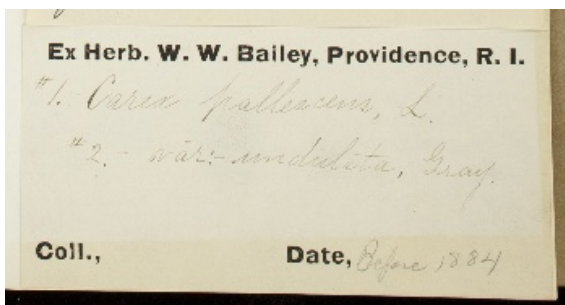 Ex Herb. W. W. Bailey, Providence, R. I.
#1. Carex pallescens, L.
#2. - var:- undulata, Gray.
Coll., Date, Before 1884